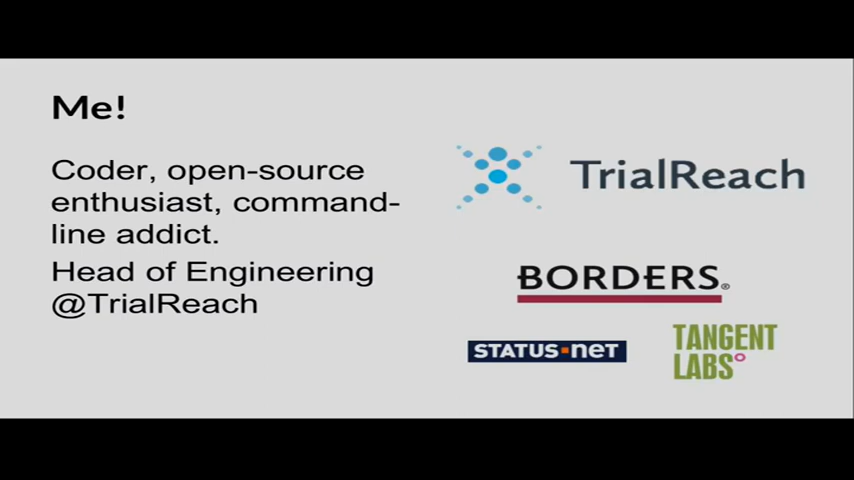 Me!
Coder, open-source
enthusiast, command-
line addict.
Head of Engineering
@TrialReach
TrialReach
BORDERS®
STATUS.net
TANGENT
LABS